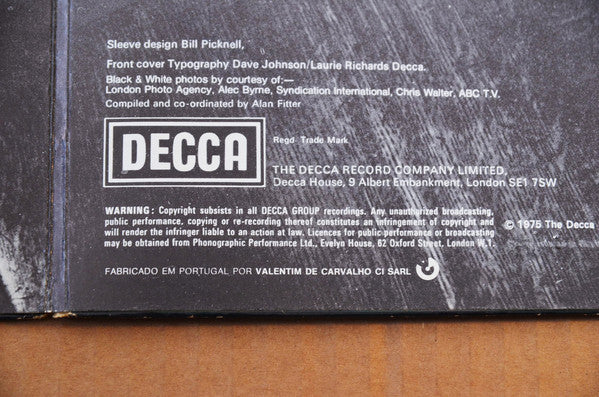 Sleeve design Bill Picknell,
Front cover Typography Dave Johnson/Laurie Richards Decca.
Black & White photos by courtesy of:—
London Photo Agency, Alec Byrne, Syndication International, Chris Walter, ABC T.V.
Compiled and co-ordinated by Alan Fitter
DECCA
Regd Trade Mark
THE DECCA RECORD COMPANY LIMITED,
Decca House, 9 Albert Embankment, London SE1 7SW
WARNING: Copyright subsists in all DECCA GROUP recordings. Any unauthorized broadcasting,
public performance, copying or re-recording thereof constitutes an infringement of copyright and
will render the infringer liable to an action at law. Licences for public performance or broadcasting
may be obtained from Phonographic Performance Ltd., Evelyn House, 62 Oxford Street, London W.1.
© 1975 The Decca
FABRICADO EM PORTUGAL POR VALENTIM DE CARVALHO CI SARL